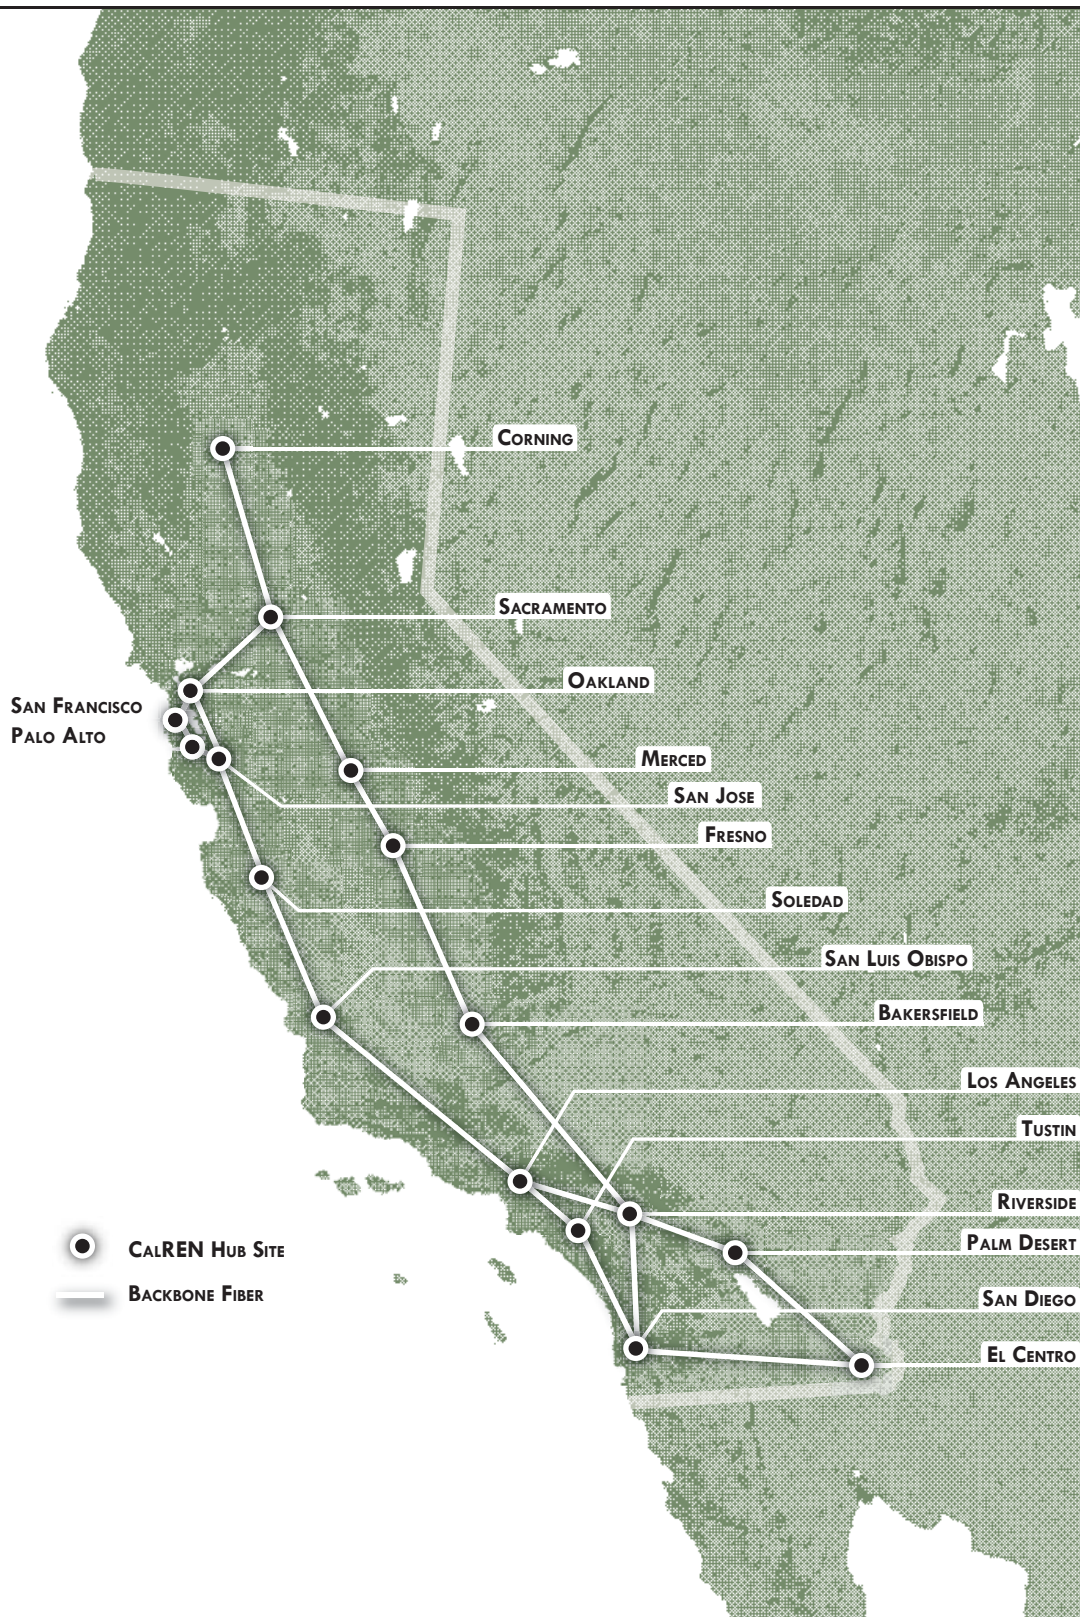 Corning
Sacramento
Oakland
San Francisco
Palo Alto
Merced
San Jose
Fresno
Soledad
San Luis Obispo
Bakersfield
Los Angeles
Tustin
Riverside
Palm Desert
CalREN Hub Site
Backbone Fiber
San Diego
El Centro